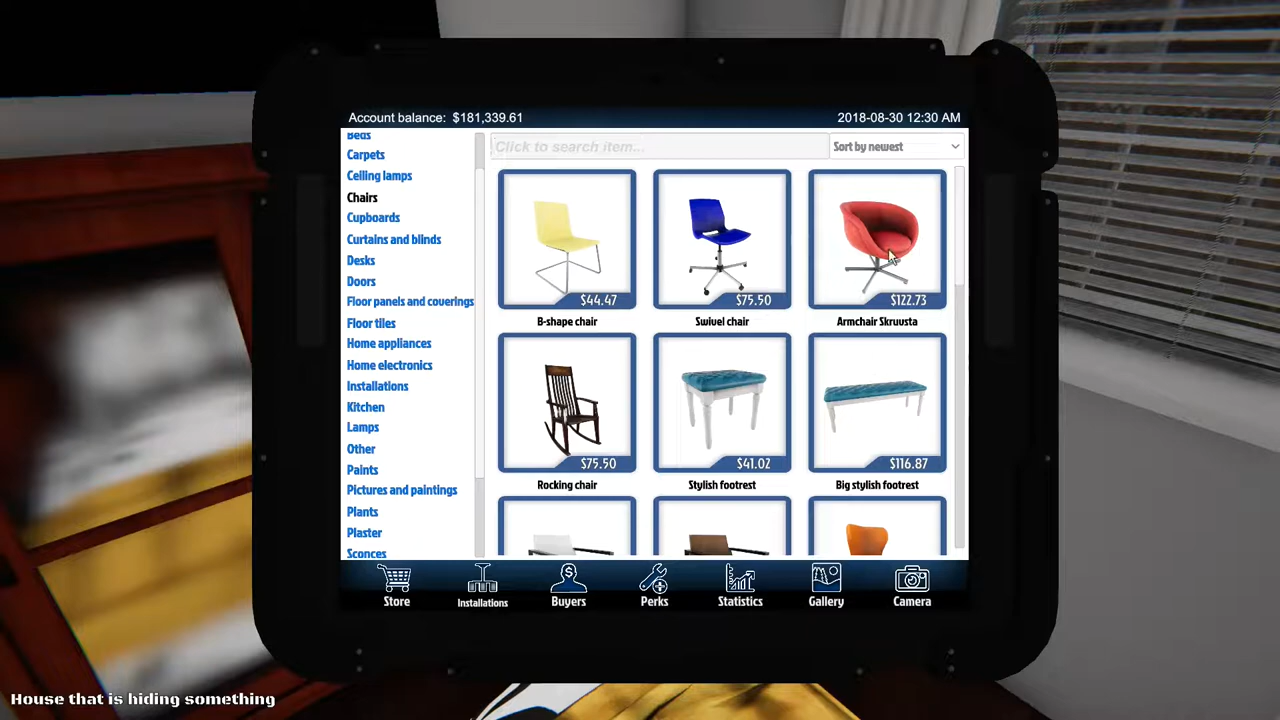 Account balance: $181,339.61
2018-08-30 12:30 AM
Beds
Carpets
Ceiling lamps
Chairs
Cupboards
Curtains and blinds
Desks
Doors
Floor panels and coverings
Floor tiles
Home appliances
Home electronics
Installations
Kitchen
Lamps
Other
Paints
Pictures and paintings
Plants
Plaster
Sconces
Click to search item...
Sort by newest
$44.47
$75.50
$122.73
B-shape chair
Swivel chair
Armchair Skruvsta
$75.50
$41.02
$116.87
Rocking chair
Stylish footrest
Big stylish footrest
Store
Installations
Buyers
Perks
Statistics
Gallery
Camera
House that is hiding something